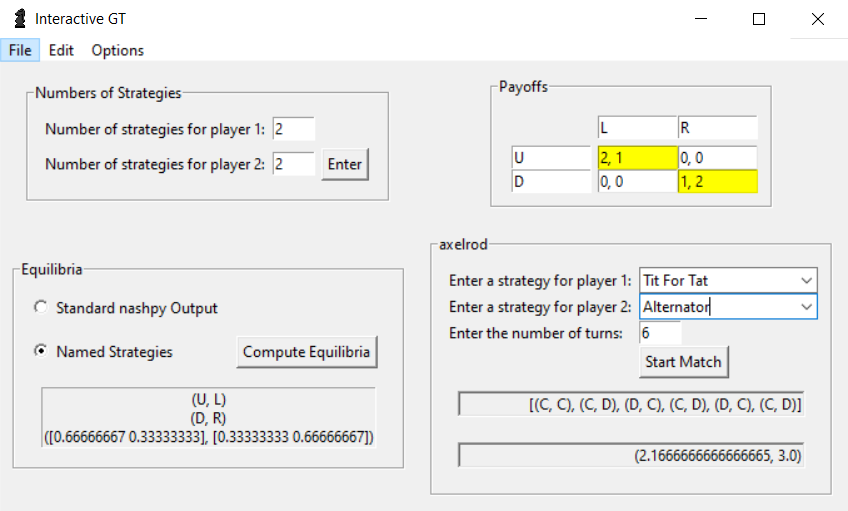 Interactive GT
File Edit Options
Numbers of Strategies
Number of strategies for player 1: 2
Number of strategies for player 2: 2 Enter
Payoffs
L R
U 2, 1 0, 0
D 0, 0 1, 2
Equilibria
Standard nashpy Output
Named Strategies Compute Equilibria
(U, L)
(D, R)
([0.66666667 0.33333333], [0.33333333 0.66666667])
axelrod
Enter a strategy for player 1: Tit For Tat
Enter a strategy for player 2: Alternator
Enter the number of turns: 6
Start Match
[(C, C), (C, D), (D, C), (C, D), (D, C), (C, D)]
(2.1666666666666665, 3.0)